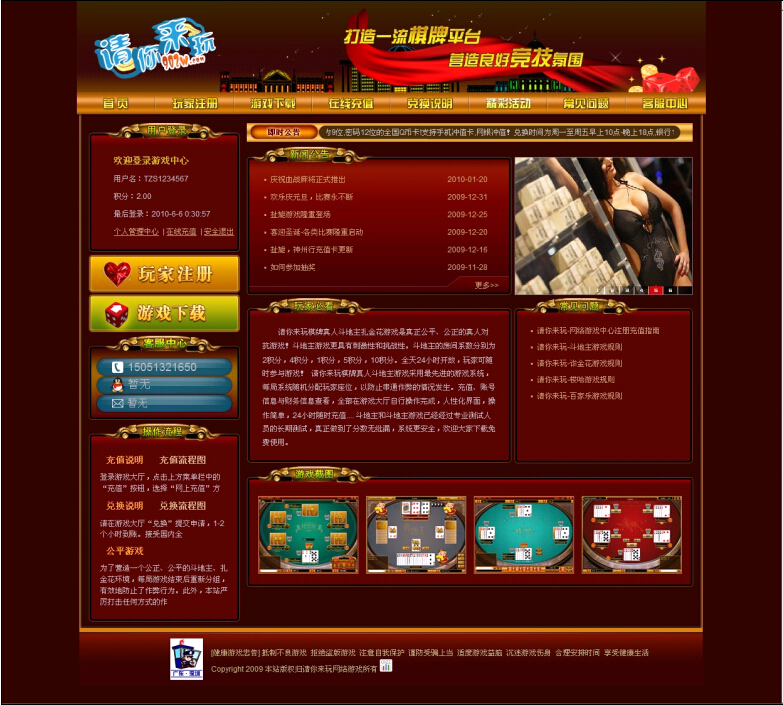 请你来玩
907w.com
打造一流棋牌平台
营造良好竞技氛围
首页 玩家注册 游戏下载 在线充值 兑换说明 精彩活动 常见问题 客服中心
用户登录
欢迎登录游戏中心
用户名：TZS1234567
积分：2.00
最后登录：2010-6-6 0:30:57
个人管理中心 | 在线充值 | 安全退出
玩家注册
游戏下载
客服中心
15051321650
暂无
暂无
操作流程
充值说明 充值流程图
登录游戏大厅，点击上方菜单栏中的
“充值”按钮，选择“网上充值”方
兑换说明 兑换流程图
请在游戏大厅“兑换”提交申请，1-2
个小时到账。接受国内全
公平游戏
为了营造一个公正、公平的斗地主、扎
金花环境，每局游戏结束后重新分组，
有效地防止了作弊行为。此外，本站严
厉打击任何方式的作
即时公告
9位,密码12位的全国Q币卡!支持手机冲值卡,网银冲值! 兑换时间为周一至周五早上10点-晚上18点,银行
新闻公告
庆祝血战麻将正式推出 2010-01-20
欢乐庆元旦，比赛永不断 2009-12-31
扯旋游戏隆重登场 2009-12-25
喜迎圣诞-各类比赛隆重启动 2009-12-20
扯旋，神州行充值卡更新 2009-12-16
如何参加抽奖 2009-11-28
更多>>
玩家必看
请你来玩棋牌真人斗地主扎金花游戏是真正公平、公正的真人对
抗游戏！斗地主游戏更具有刺激性和挑战性。斗地主的房间系数分别为
2积分，4积分，1积分，5积分，10积分。全天24小时开放，玩家可随
时参与游戏！ 请你来玩棋牌真人斗地主游戏采用最先进的游戏系统，
每局系统随机分配玩家座位，以防止串通作弊的情况发生。充值、账号
信息与财务信息查看，全部在游戏大厅自行操作完成，人性化界面，操
作简单，24小时随时充值... 斗地主和斗地主游戏已经经过专业测试人
员的长期测试，真正做到了分数无纰漏，系统更安全，欢迎大家下载免
费使用。
常见问题
请你来玩-网络游戏中心注册充值指南
请你来玩-斗地主游戏规则
请你来玩-诈金花游戏规则
请你来玩-梭哈游戏规则
请你来玩-百家乐游戏规则
游戏截图
[健康游戏忠告] 抵制不良游戏 拒绝盗版游戏 注意自我保护 谨防受骗上当 适度游戏益脑 沉迷游戏伤身 合理安排时间 享受健康生活
Copyright 2009 本站版权归请你来玩网络游戏所有